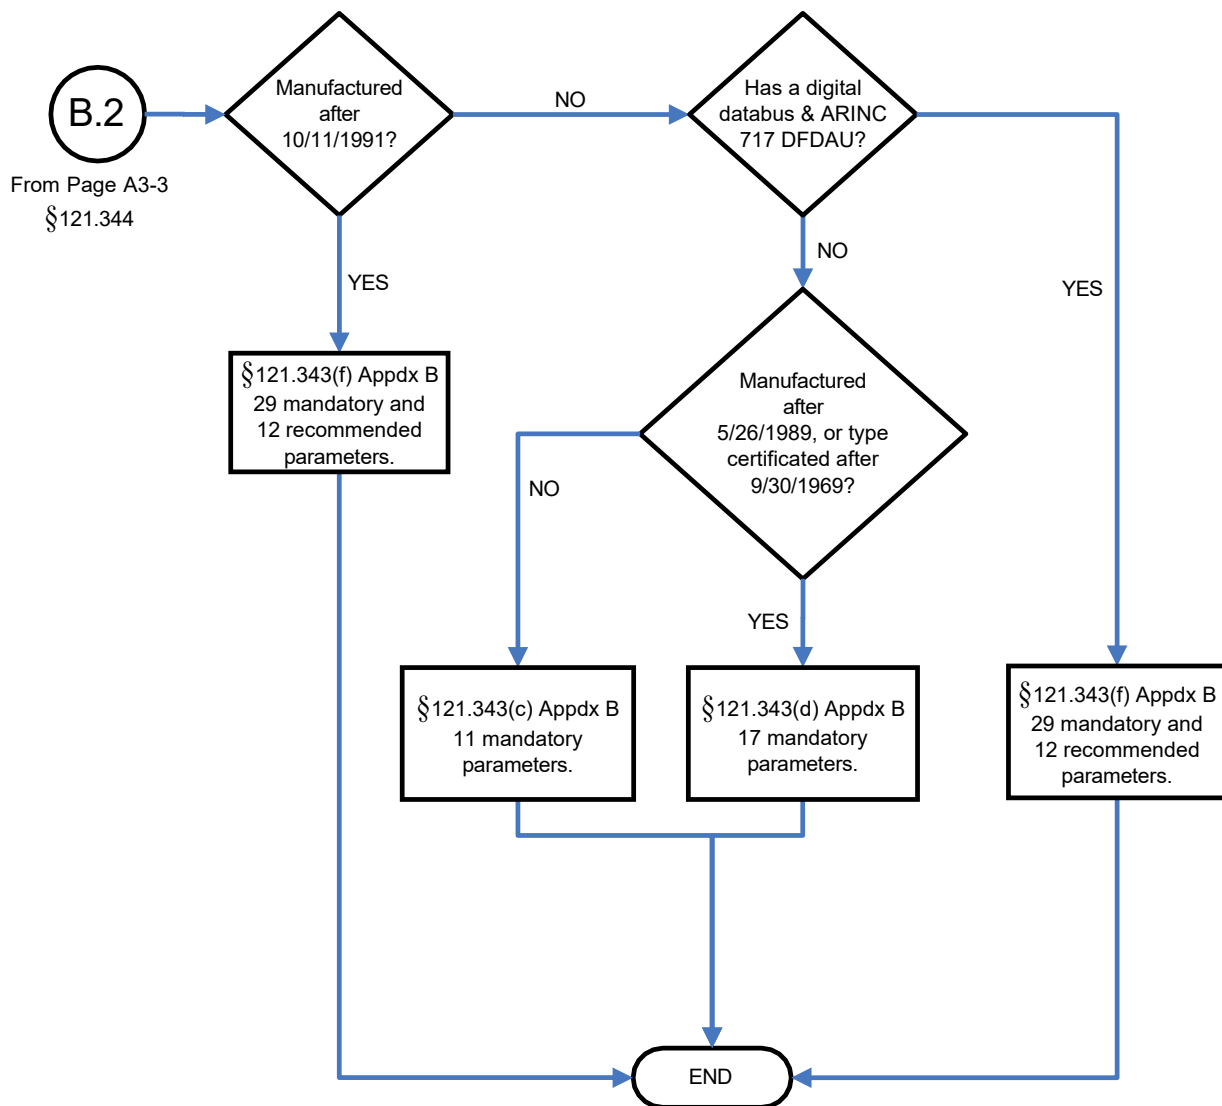 B.2
From Page A3-3
§121.344
Manufactured
after
10/11/1991?
NO
Has a digital
databus & ARINC
717 DFDAU?
YES
NO
YES
§121.343(f) Appdx B
29 mandatory and
12 recommended
parameters.
Manufactured
after
5/26/1989, or type
certificated after
9/30/1969?
NO
YES
§121.343(c) Appdx B
11 mandatory
parameters.
§121.343(d) Appdx B
17 mandatory
parameters.
§121.343(f) Appdx B
29 mandatory and
12 recommended
parameters.
END